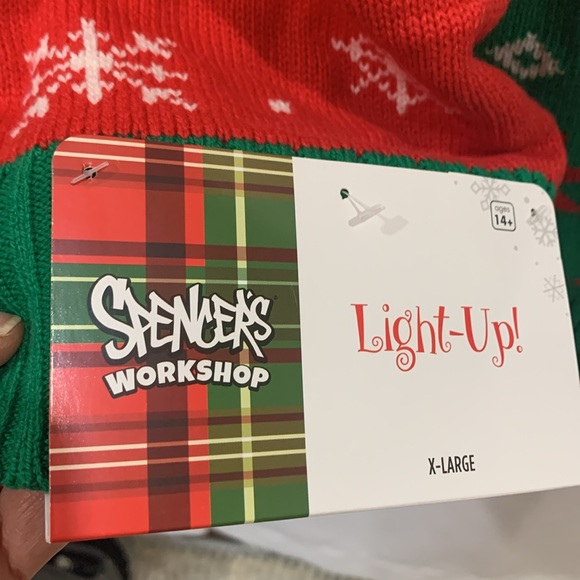 SPENCER'S
WORKSHOP
ages
14+
Light-Up!
X-LARGE